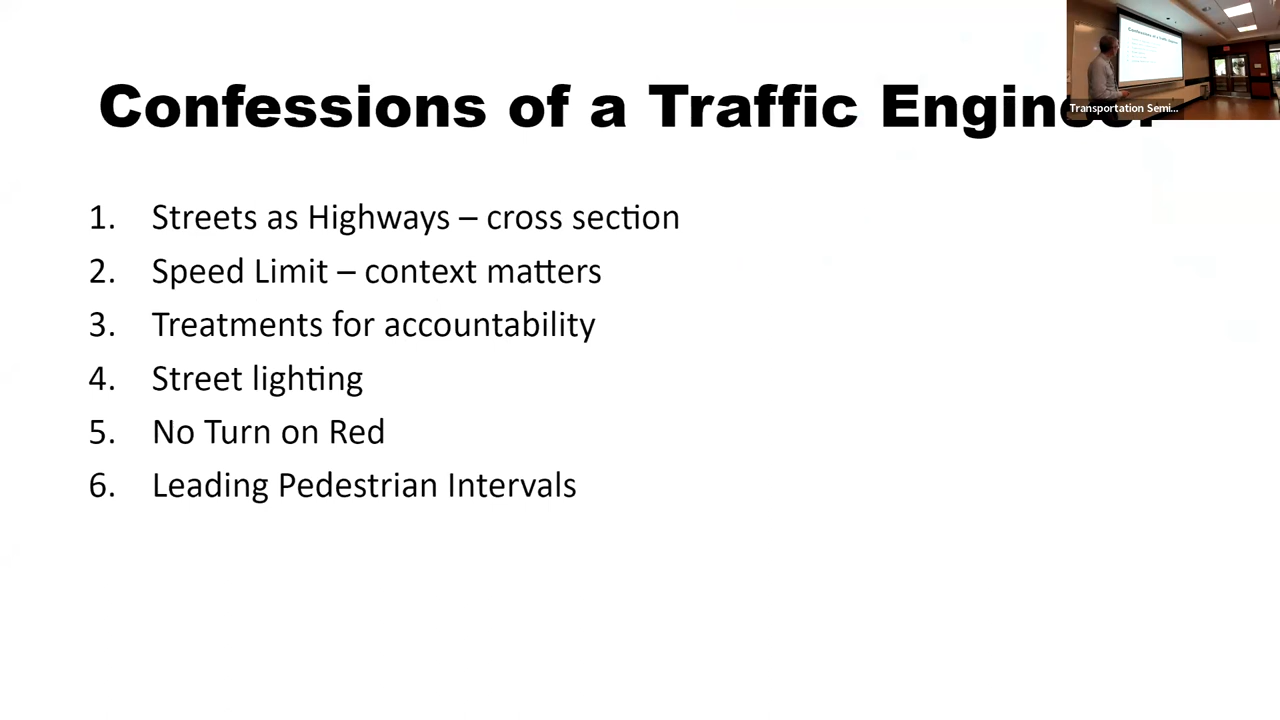 Confessions of a Traffic Engineer
Transportation Semi...
1. Streets as Highways – cross section
2. Speed Limit – context matters
3. Treatments for accountability
4. Street lighting
5. No Turn on Red
6. Leading Pedestrian Intervals